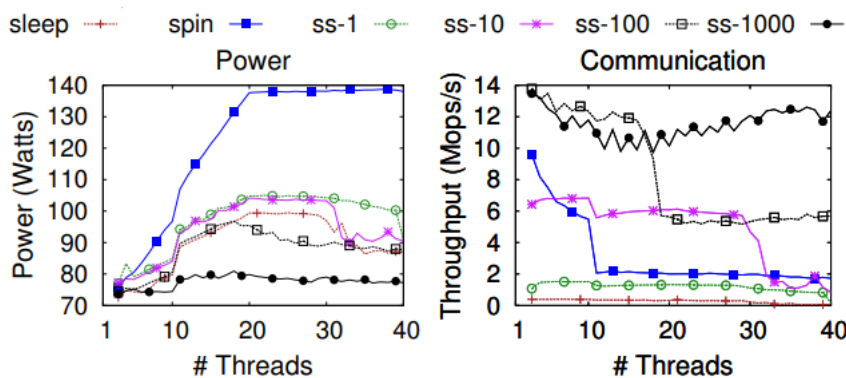 sleep spin ss-1 ss-10 ss-100 ss-1000
Power Communication
Power (Watts)
140
130
120
110
100
90
80
70
1 10 20 30 40
# Threads
Throughput (Mops/s)
14
12
10
8
6
4
2
0
1 10 20 30 40
# Threads